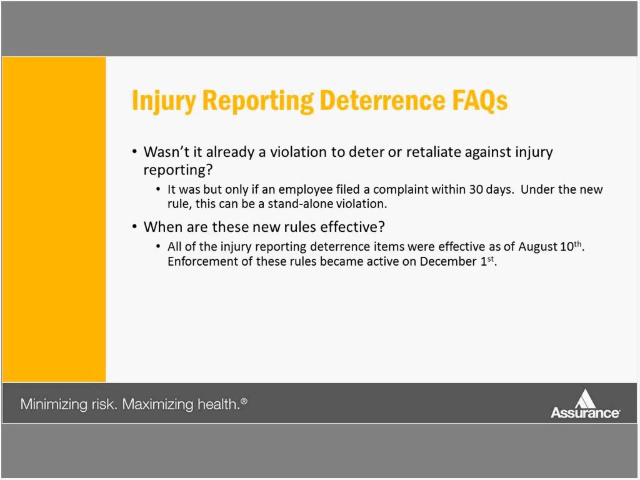 Injury Reporting Deterrence FAQs
• Wasn't it already a violation to deter or retaliate against injury
reporting?
• It was but only if an employee filed a complaint within 30 days.  Under the new
rule, this can be a stand-alone violation.
• When are these new rules effective?
• All of the injury reporting deterrence items were effective as of August 10th.
Enforcement of these rules became active on December 1st.
Minimizing risk. Maximizing health.®
Assurance